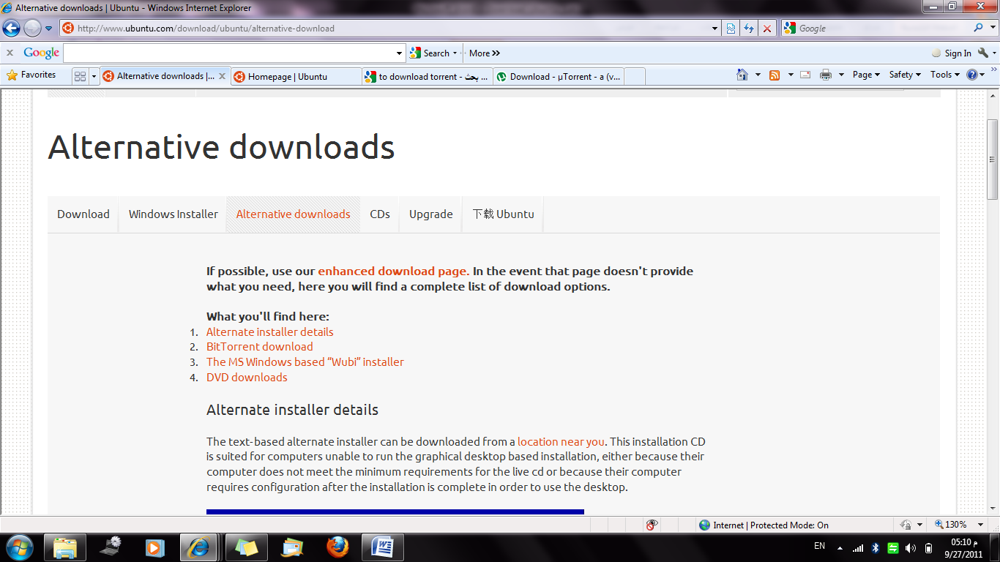 Alternative downloads | Ubuntu - Windows Internet Explorer
http://www.ubuntu.com/download/ubuntu/alternative-download
Google
Google
Search
More
Sign In
Favorites
Alternative downloads |...
Homepage | Ubuntu
to download torrent - بحث ...
Download - µTorrent - a (v...
Page
Safety
Tools
Alternative downloads
Download
Windows Installer
Alternative downloads
CDs
Upgrade
下载 Ubuntu
If possible, use our enhanced download page. In the event that page doesn't provide
what you need, here you will find a complete list of download options.
What you'll find here:
1. Alternate installer details
2. BitTorrent download
3. The MS Windows based “Wubi” installer
4. DVD downloads
Alternate installer details
The text-based alternate installer can be downloaded from a location near you. This installation CD
is suited for computers unable to run the graphical desktop based installation, either because their
computer does not meet the minimum requirements for the live cd or because their computer
requires configuration after the installation is complete in order to use the desktop.
Internet | Protected Mode: On
130%
EN
05:10 م
9/27/2011